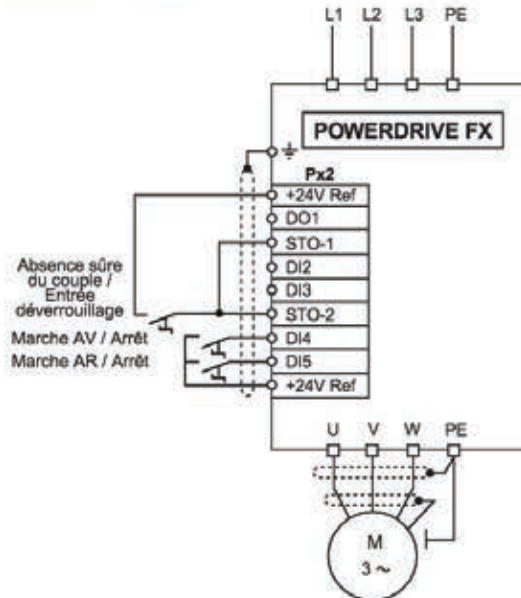 L1 L2 L3 PE
POWERDRIVE FX
Px2
+24V Ref
DO1
STO-1
DI2
DI3
STO-2
DI4
DI5
+24V Ref
Absence sûre
du couple /
Entrée
déverrouillage
Marche AV / Arrêt
Marche AR / Arrêt
U V W PE
M
3 ~